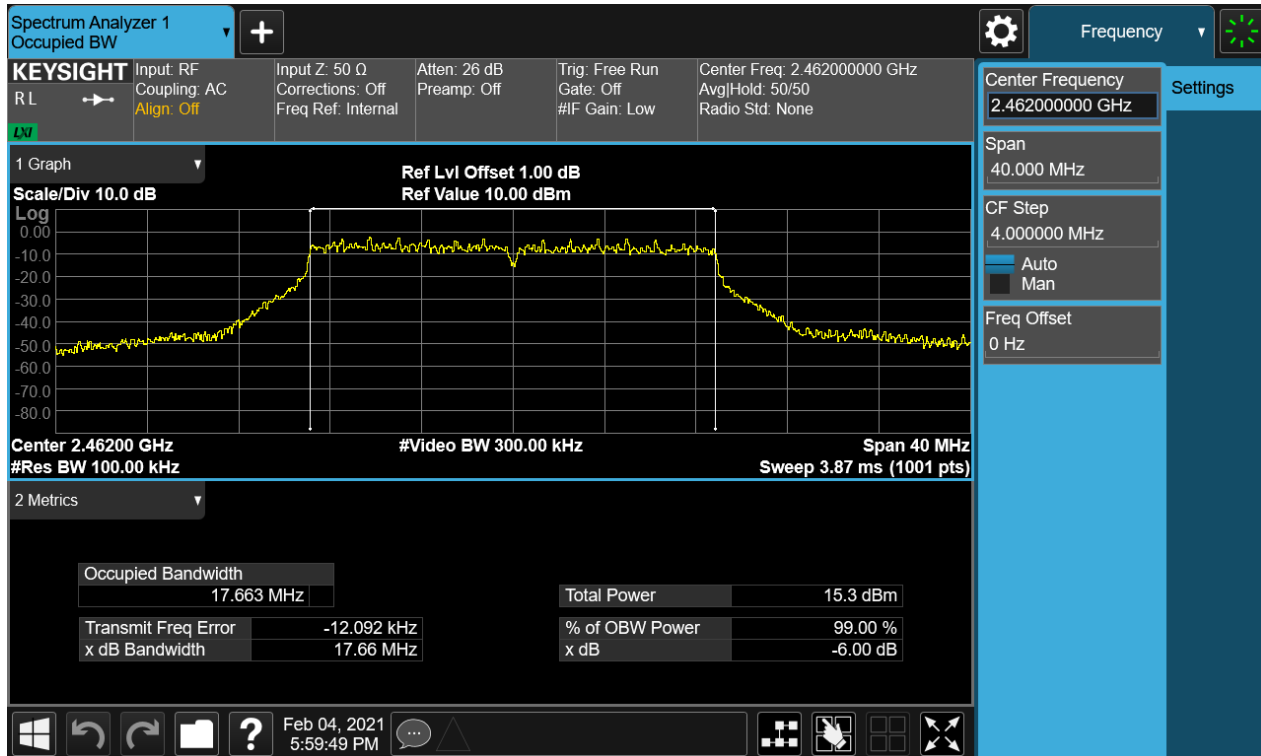 Spectrum Analyzer 1
Occupied BW
▼
+
Frequency
▼
KEYSIGHT
R L
LXI
Input: RF
Coupling: AC
Align: Off
Input Z: 50 Ω
Corrections: Off
Freq Ref: Internal
Atten: 26 dB
Preamp: Off
Trig: Free Run
Gate: Off
#IF Gain: Low
Center Freq: 2.462000000 GHz
Avg|Hold: 50/50
Radio Std: None
Center Frequency
2.462000000 GHz
Settings
Span
40.000 MHz
CF Step
4.000000 MHz
Auto
Man
Freq Offset
0 Hz
1 Graph
▼
Scale/Div 10.0 dB
Ref Lvl Offset 1.00 dB
Ref Value 10.00 dBm
Log
0.00
-10.0
-20.0
-30.0
-40.0
-50.0
-60.0
-70.0
-80.0
Center 2.46200 GHz
#Video BW 300.00 kHz
Span 40 MHz
#Res BW 100.00 kHz
Sweep 3.87 ms (1001 pts)
2 Metrics
▼
Occupied Bandwidth
17.663 MHz
Total Power 15.3 dBm
Transmit Freq Error -12.092 kHz
% of OBW Power 99.00 %
x dB Bandwidth 17.66 MHz
x dB -6.00 dB
?
Feb 04, 2021
5:59:49 PM